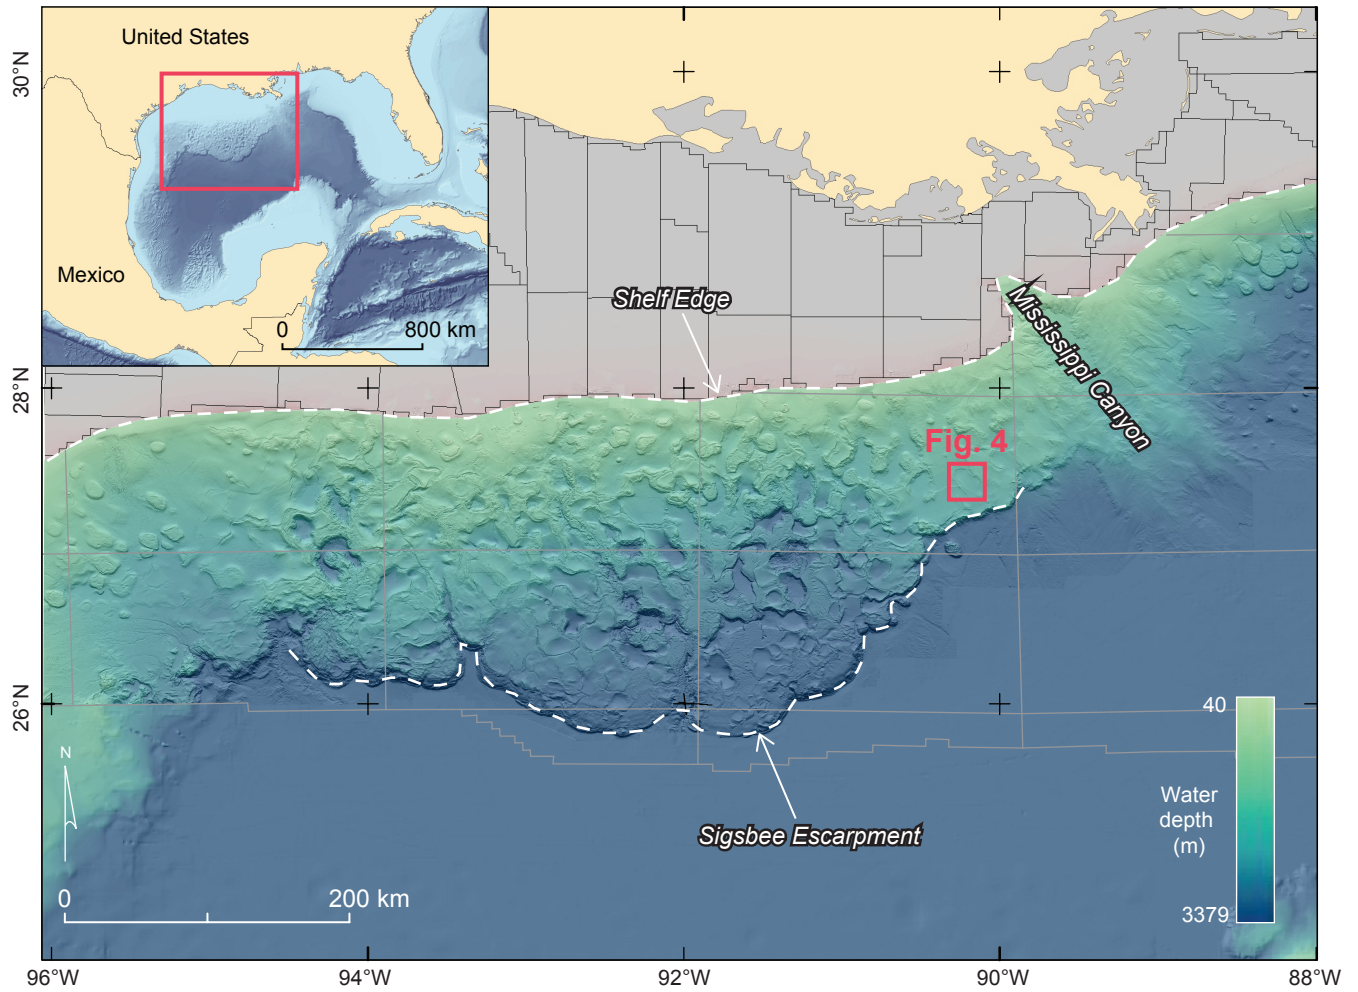 United States
Mexico
0
800 km
30°N
28°N
26°N
Shelf Edge
Mississippi Canyon
Fig. 4
Sigsbee Escarpment
N
0
200 km
40
Water
depth
(m)
3379
96°W
94°W
92°W
90°W
88°W